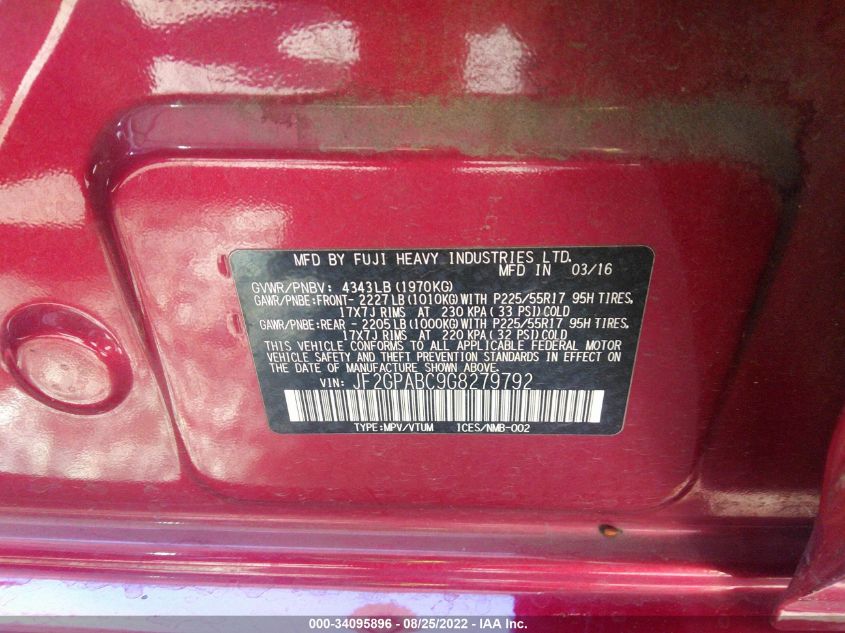 MFD BY FUJI HEAVY INDUSTRIES LTD.
MFD IN 03/16
GVWR/PNBV: 4343LB (1970KG)
GAWR/PNBE:FRONT- 2227LB(1010KG)WITH P225/55R17 95H TIRES,
17X7J RIMS AT 230 KPA(33 PSI)COLD
GAWR/PNBE:REAR - 2205LB(1000KG)WITH P225/55R17 95H TIRES,
17X7J RIMS AT 220 KPA(32 PSI)COLD
THIS VEHICLE CONFORMS TO ALL APPLICABLE FEDERAL MOTOR
VEHICLE SAFETY AND THEFT PREVENTION STANDARDS IN EFFECT ON
THE DATE OF MANUFACTURE SHOWN ABOVE.
VIN: JF2GPABC9G8279792
TYPE:MPV/VTUM ICES/NMB-002
000-34095896 - 08/25/2022 - IAA Inc.